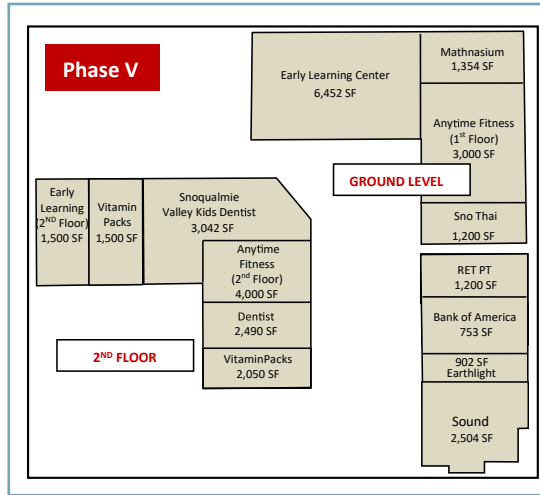 Phase V
Early Learning Center
6,452 SF
Mathnasium
1,354 SF
Anytime Fitness
(1st Floor)
3,000 SF
GROUND LEVEL
Sno Thai
1,200 SF
Early
Learning
(2ND Floor)
1,500 SF
Vitamin
Packs
1,500 SF
Snoqualmie
Valley Kids Dentist
3,042 SF
Anytime
Fitness
(2nd Floor)
4,000 SF
Dentist
2,490 SF
VitaminPacks
2,050 SF
2ND FLOOR
RET PT
1,200 SF
Bank of America
753 SF
902 SF
Earthlight
Sound
2,504 SF